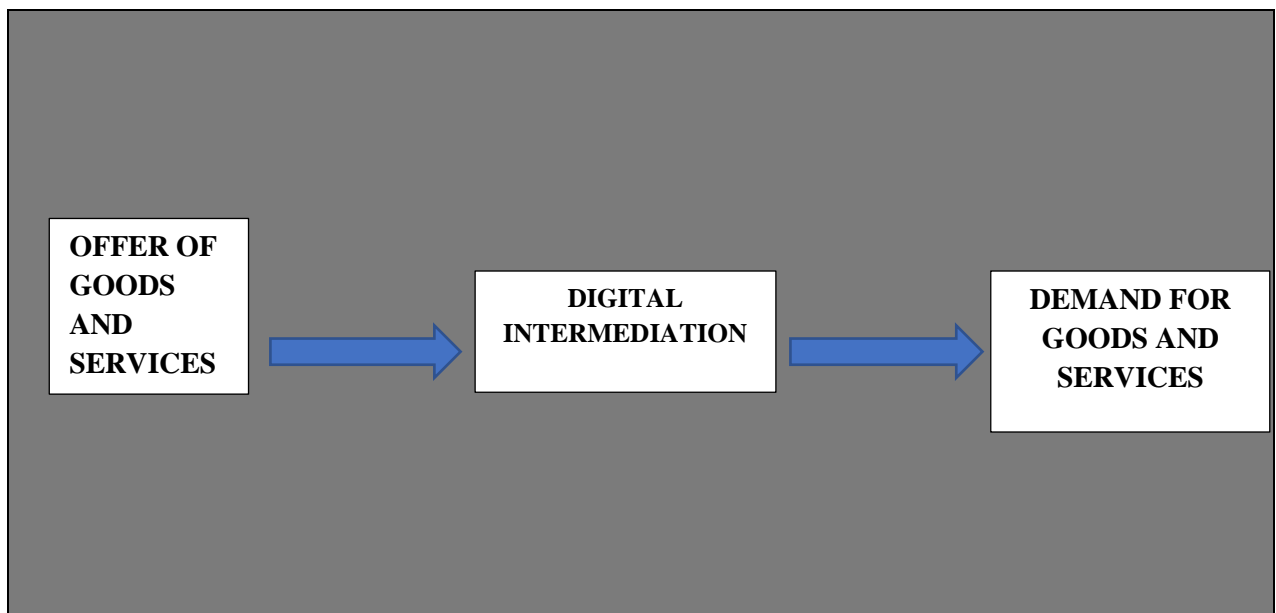 OFFER OF
GOODS
AND
SERVICES
DIGITAL
INTERMEDIATION
DEMAND FOR
GOODS AND
SERVICES